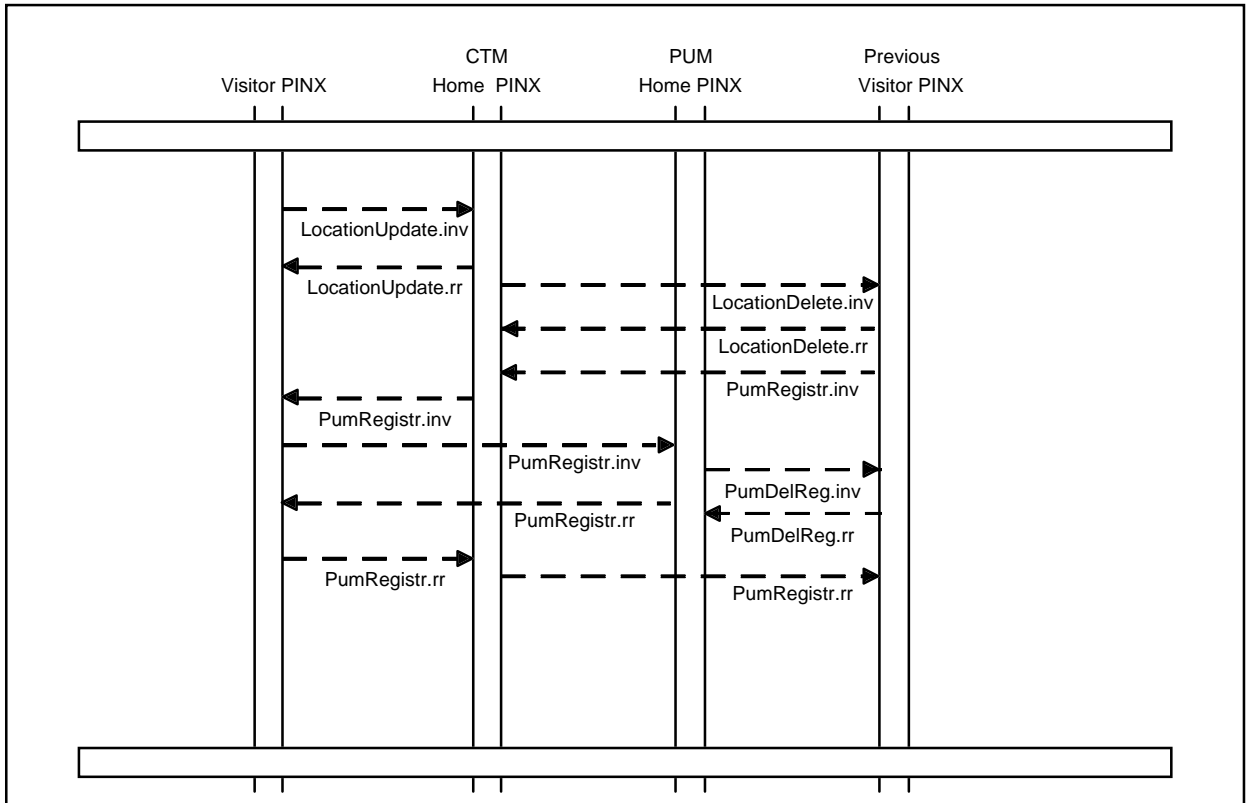 CTM PUM Previous
Visitor PINX Home PINX Home PINX Visitor PINX
LocationUpdate.inv
LocationUpdate.rr
LocationDelete.inv
LocationDelete.rr
PumRegistr.inv
PumRegistr.inv
PumRegistr.inv
PumDelReg.inv
PumRegistr.rr
PumDelReg.rr
PumRegistr.rr
PumRegistr.rr